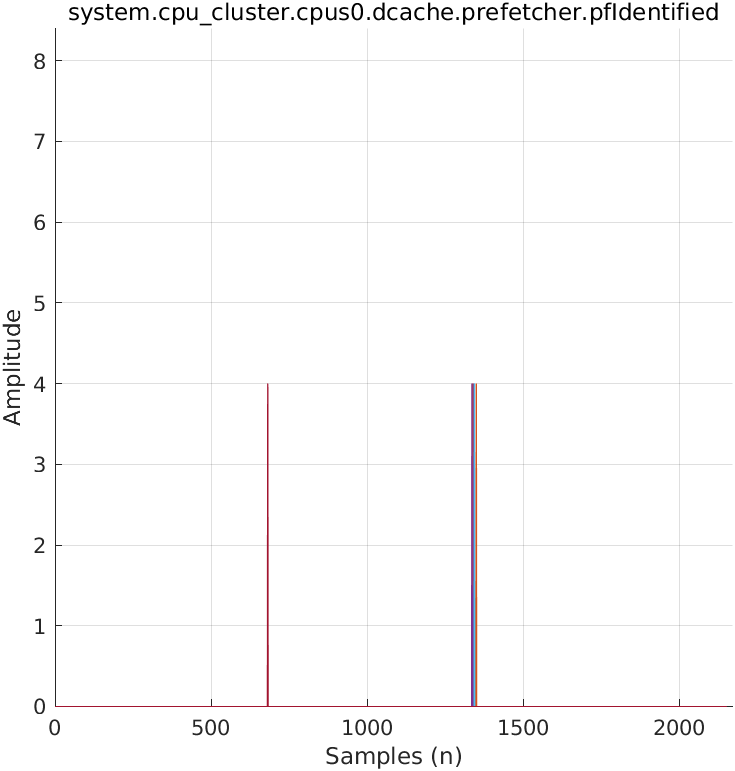 system.cpu_cluster.cpus0.dcache.prefetcher.pfIdentified
8
7
6
5
4
3
2
1
0
Amplitude
0 500 1000 1500 2000
Samples (n)